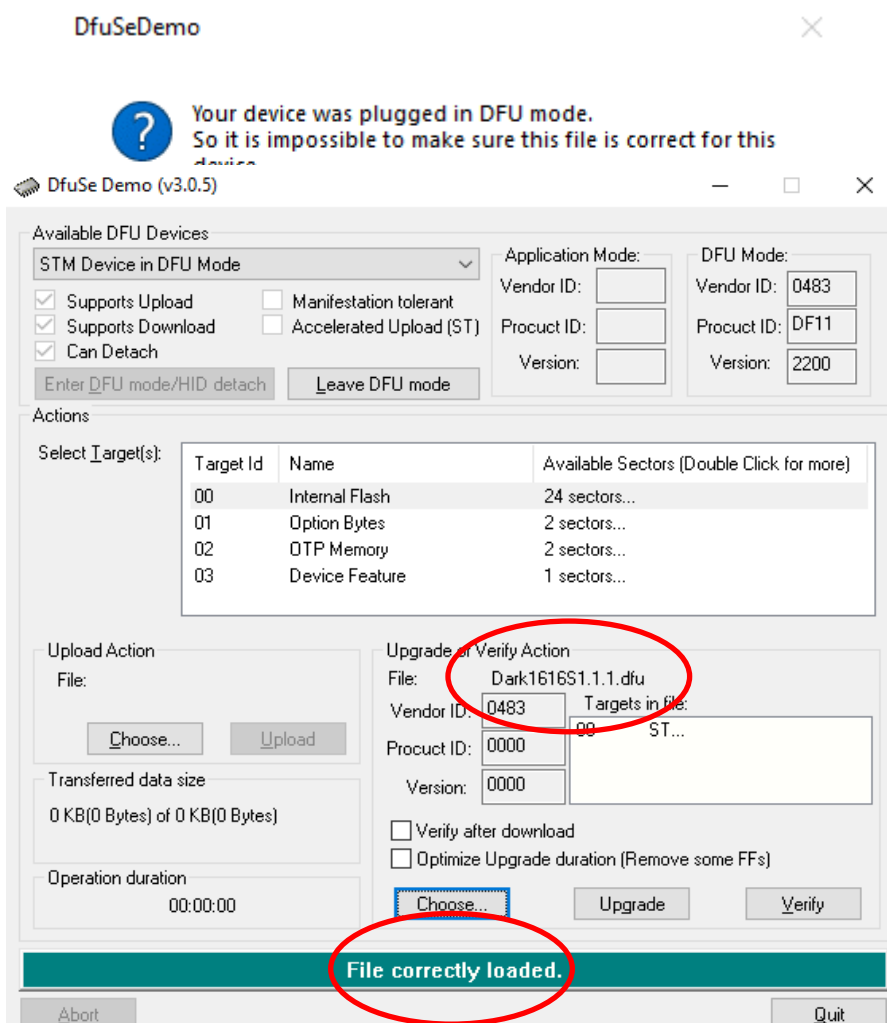 DfuSeDemo
Your device was plugged in DFU mode.
So it is impossible to make sure this file is correct for this
device
DfuSe Demo (v3.0.5)
Available DFU Devices
STM Device in DFU Mode
Supports Upload
Manifestation tolerant
Supports Download
Accelerated Upload (ST)
Can Detach
Enter DFU mode/HID detach
Leave DFU mode
Application Mode:
Vendor ID:
Procuct ID:
Version:
DFU Mode:
Vendor ID: 0483
Procuct ID: DF11
Version: 2200
Actions
Select Target(s):
Target Id Name Available Sectors (Double Click for more)
00 Internal Flash 24 sectors...
01 Option Bytes 2 sectors...
02 OTP Memory 2 sectors...
03 Device Feature 1 sectors...
Upload Action
File:
Choose... Upload
Transferred data size
0 KB(0 Bytes) of 0 KB(0 Bytes)
Operation duration
00:00:00
Upgrade or Verify Action
File: Dark1616S1.1.1.dfu
Vendor ID: 0483
Procuct ID: 0000
Version: 0000
Targets in file:
00 ST...
Verify after download
Optimize Upgrade duration (Remove some FFs)
Choose... Upgrade Verify
File correctly loaded.
Abort Quit